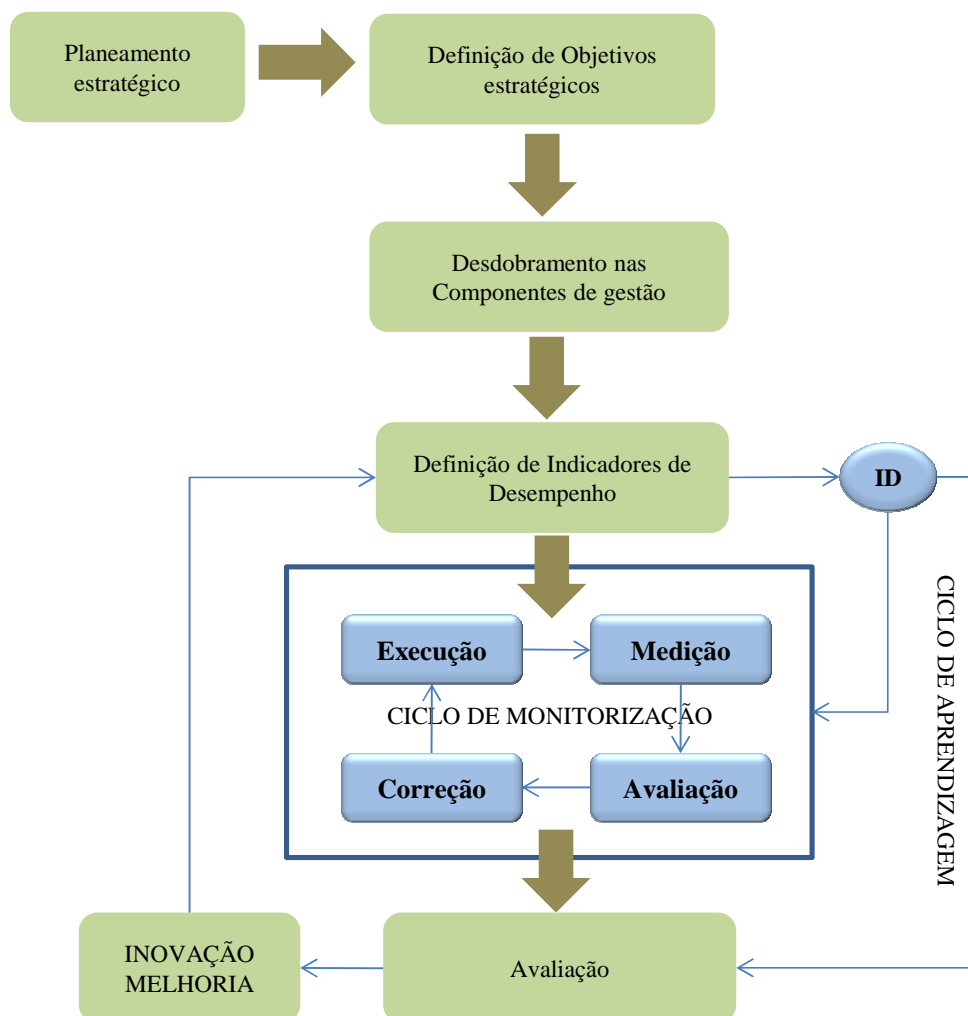 Planeamento
estratégico
Definição de Objetivos
estratégicos
Desdobramento nas
Componentes de gestão
Definição de Indicadores de
Desempenho
ID
Execução
Medição
CICLO DE MONITORIZAÇÃO
Correção
Avaliação
CICLO DE APRENDIZAGEM
INOVAÇÃO
MELHORIA
Avaliação